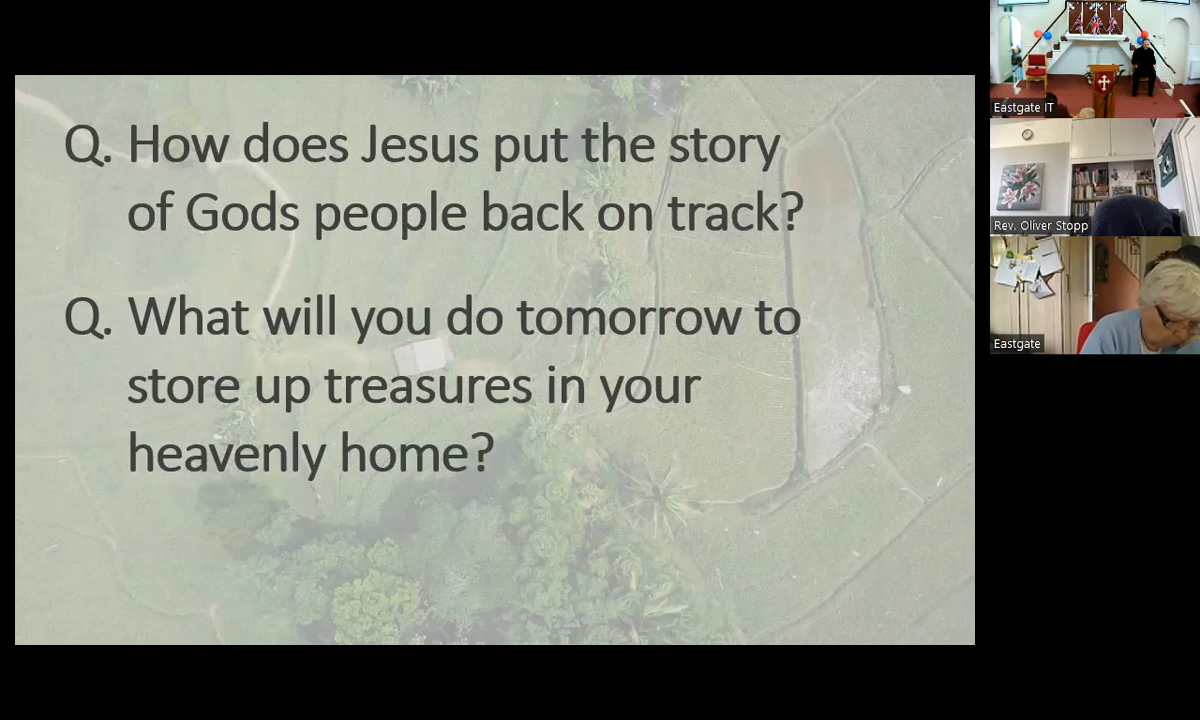 Q. How does Jesus put the story
of Gods people back on track?
Q. What will you do tomorrow to
store up treasures in your
heavenly home?
Eastgate IT
Rev. Oliver Stopp
Eastgate